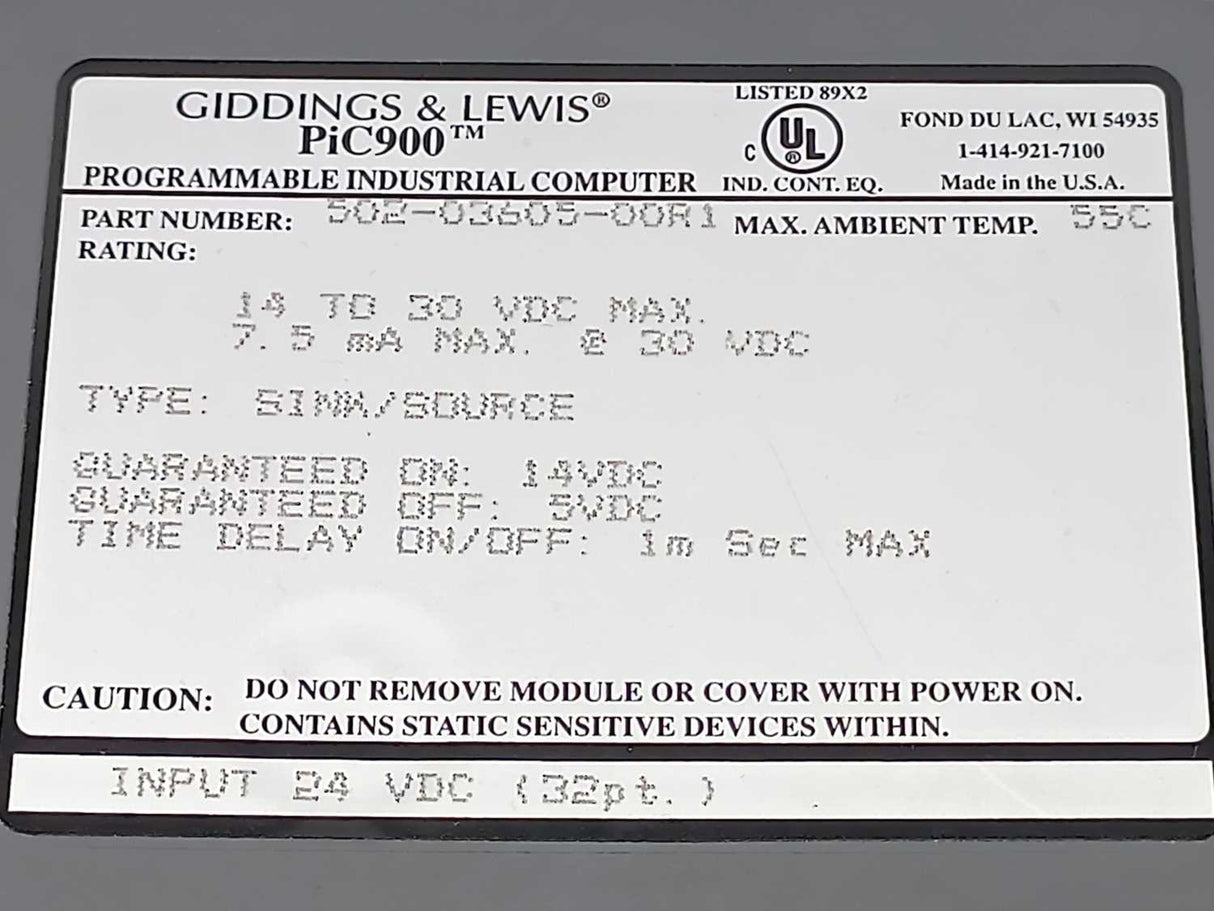 GIDDINGS & LEWIS®
PiC900™
PROGRAMMABLE INDUSTRIAL COMPUTER
LISTED 89X2
C UL®
IND. CONT. EQ.
FOND DU LAC, WI 54935
1-414-921-7100
Made in the U.S.A.
PART NUMBER: 502-03605-00R1 MAX. AMBIENT TEMP. 55C
RATING:
14 TO 30 VDC MAX.
7.5 mA MAX. @ 30 VDC
TYPE: SINK/SOURCE
GUARANTEED ON: 14VDC
GUARANTEED OFF: 5VDC
TIME DELAY ON/OFF: 1m Sec MAX
CAUTION: DO NOT REMOVE MODULE OR COVER WITH POWER ON.
CONTAINS STATIC SENSITIVE DEVICES WITHIN.
INPUT 24 VDC (32pt.)